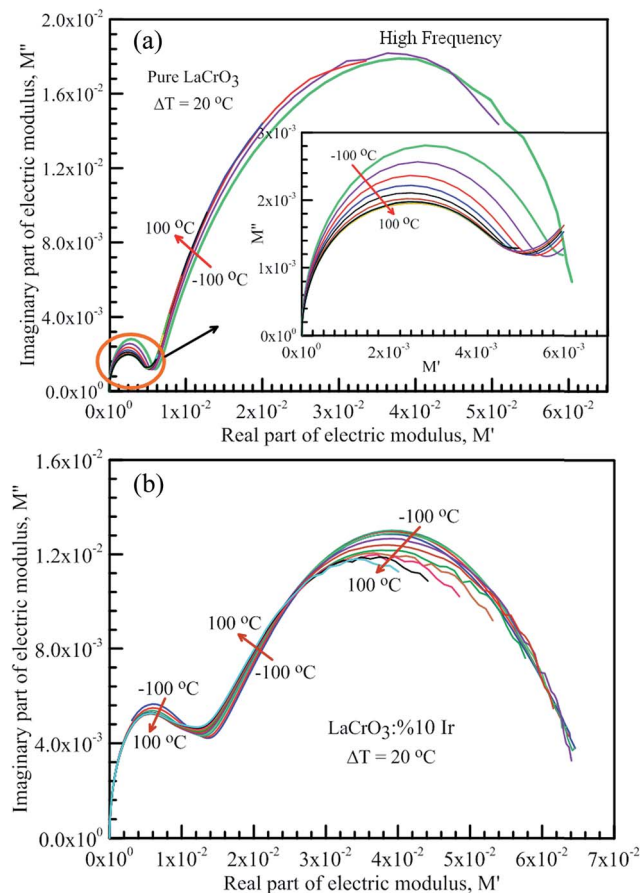 (a)
High Frequency
Pure LaCrO3
ΔT = 20 °C
Imaginary part of electric modulus, M"
2.0x10⁻²
1.6x10⁻²
1.2x10⁻²
8.0x10⁻³
4.0x10⁻³
0.0x10⁰
100 °C
-100 °C
M"
3x10⁻³
2x10⁻³
1x10⁻³
0x10⁰
-100 °C
100 °C
0x10⁰ 2x10⁻³ 4x10⁻³ 6x10⁻³
M'
0x10⁰ 1x10⁻² 2x10⁻² 3x10⁻² 4x10⁻² 5x10⁻² 6x10⁻²
Real part of electric modulus, M'
(b)
Imaginary part of electric modulus, M"
1.6x10⁻²
1.2x10⁻²
8.0x10⁻³
4.0x10⁻³
0.0x10⁰
-100 °C
100 °C
100 °C
-100 °C
-100 °C
100 °C
LaCrO3:%10 Ir
ΔT = 20 °C
0x10⁰ 1x10⁻² 2x10⁻² 3x10⁻² 4x10⁻² 5x10⁻² 6x10⁻² 7x10⁻²
Real part of electric modulus, M'